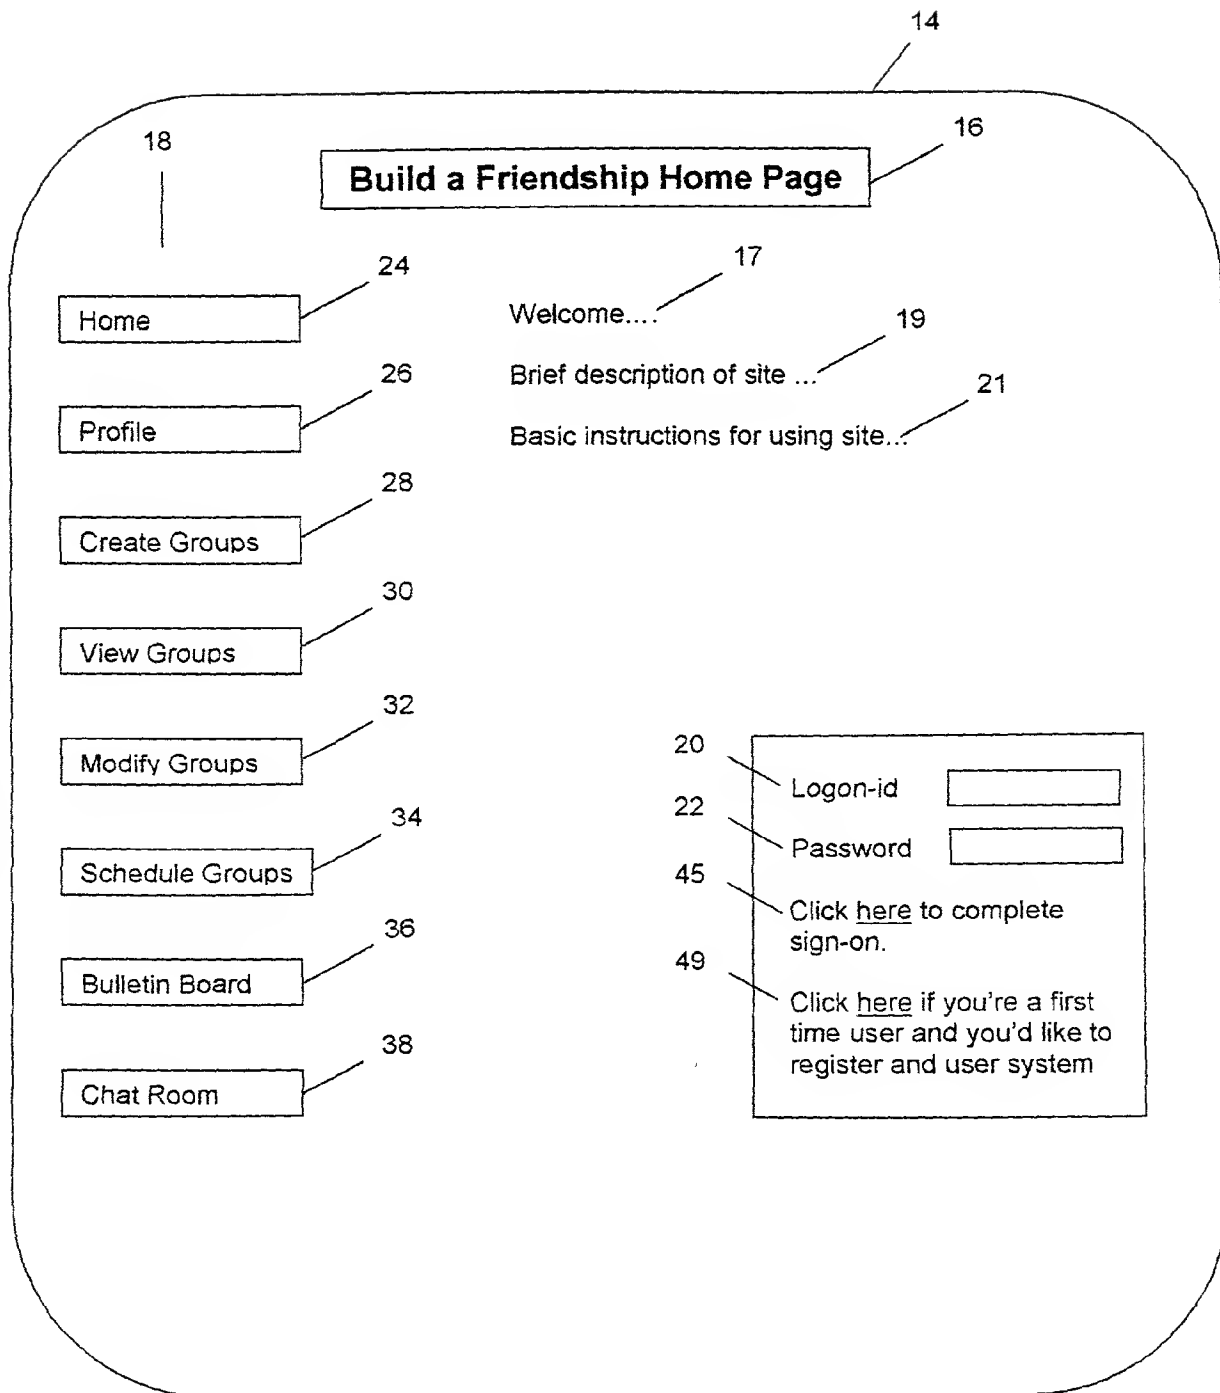 14
18
16
Build a Friendship Home Page
24
17
Home
Welcome....
19
26
Brief description of site ...
21
Profile
Basic instructions for using site...
28
Create Groups
30
View Groups
32
Modify Groups
20
Logon-id
34
22
Schedule Groups
Password
45
Click here to complete
sign-on.
36
Bulletin Board
49
Click here if you're a first
time user and you'd like to
register and user system
38
Chat Room